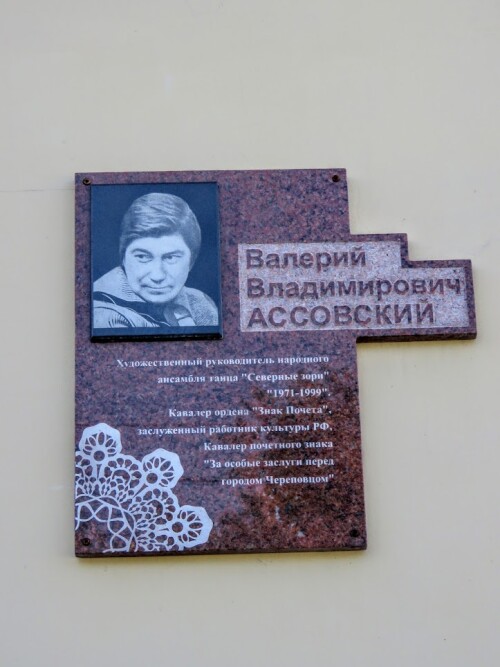 Валерий
Владимирович
АССОВСКИЙ
Художественный руководитель народного
ансамбля танца "Северные зори"
"1971-1999".
Кавалер ордена "Знак Почета",
заслуженный работник культуры РФ.
Кавалер почетного знака
"За особые заслуги перед
городом Череповцом"